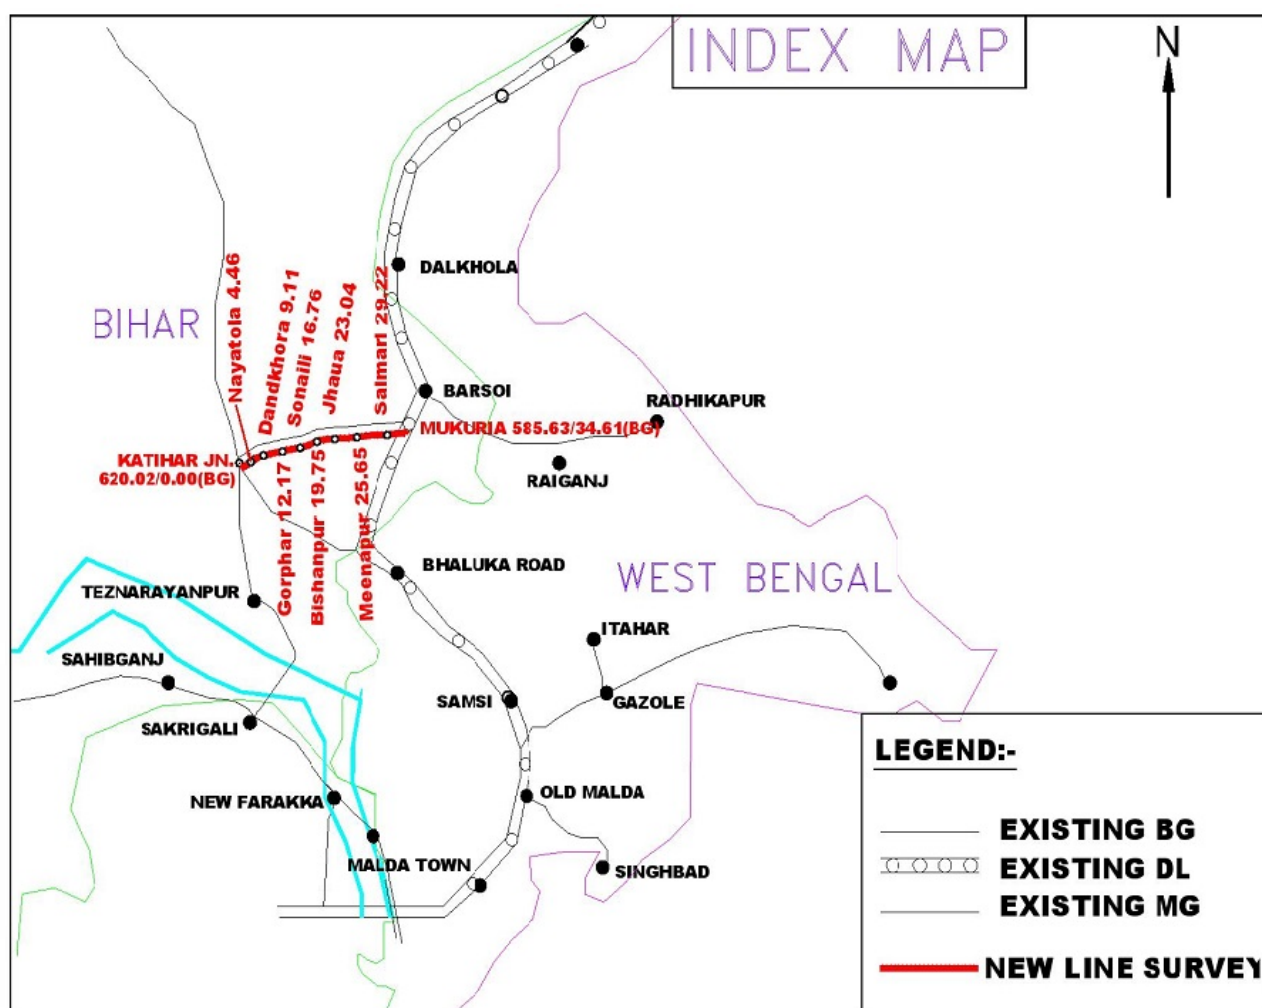 INDEX MAP
N
DALKHOLA
BIHAR
Nayatola 4.46
Dandkhora 9.11
Sonaili 16.76
Jhaua 23.04
Salmari 29.22
BARSOI
RADHIKAPUR
MUKURIA 585.63/34.61(BG)
KATIHAR JN.
620.02/0.00(BG)
RAIGANJ
Gorphar 12.17
Bishanpur 19.75
Meenapur 25.65
BHALUKA ROAD
WEST BENGAL
TEZNARAYANPUR
ITAHAR
SAHIBGANJ
SAMSI
GAZOLE
SAKRIGALI
NEW FARAKKA
OLD MALDA
MALDA TOWN
SINGHBAD
LEGEND:-
EXISTING BG
EXISTING DL
EXISTING MG
NEW LINE SURVEY